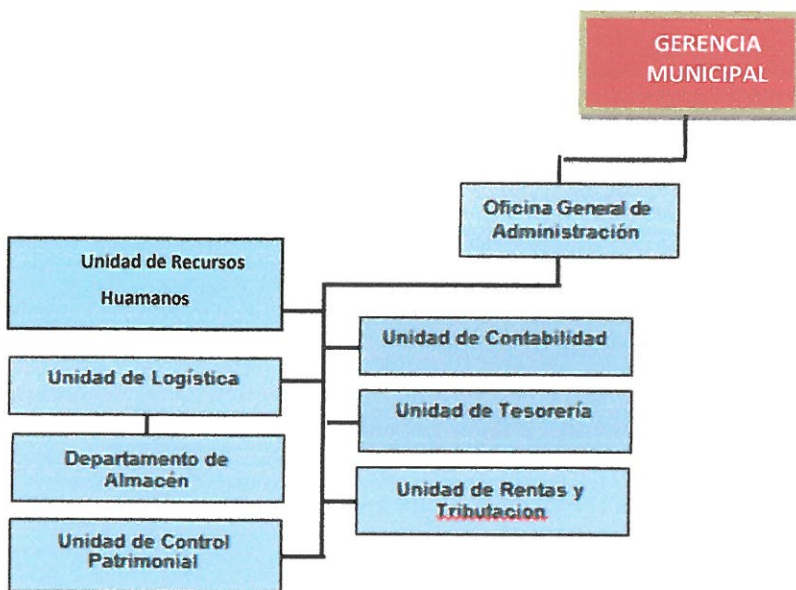 GERENCIA
MUNICIPAL
Oficina General de
Administración
Unidad de Recursos
Huamanos
Unidad de Contabilidad
Unidad de Logística
Unidad de Tesorería
Departamento de
Almacén
Unidad de Rentas y
Tributacion
Unidad de Control
Patrimonial